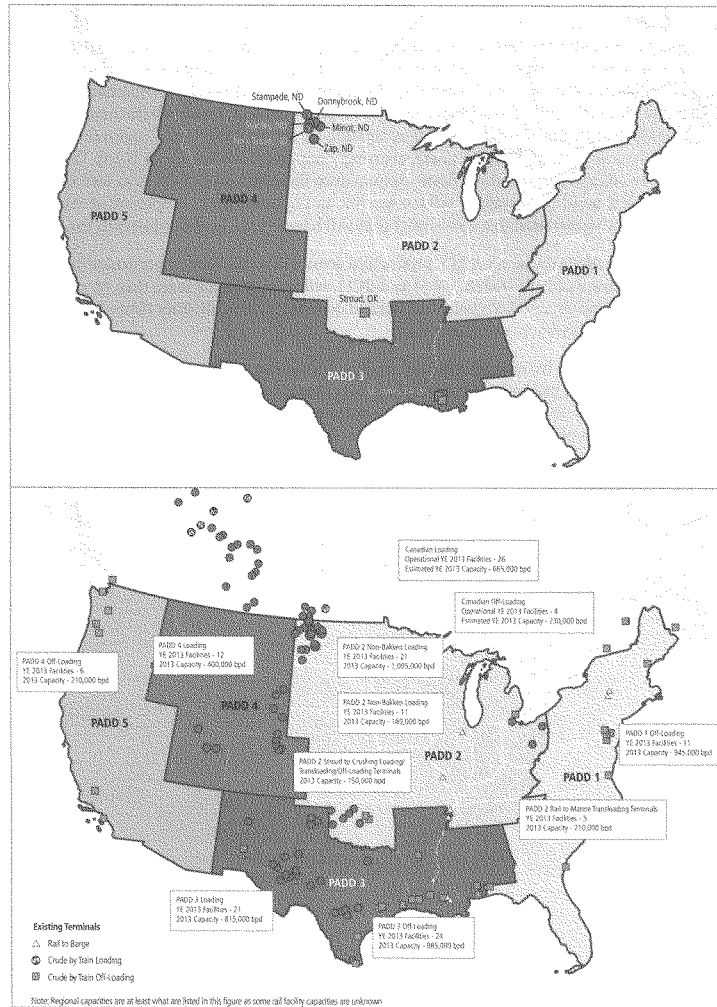 Stampede, ND
Donnybrook, ND
Minot, ND
Zap, ND
PADD 5
PADD 4
PADD 2
PADD 1
Stroud, OK
PADD 3
Canadian Loading
Operational YE 2013 Facilities - 26
Estimated YE 2013 Capacity - 665,000 bpd
Canadian Off-Loading
Operational YE 2013 Facilities - 4
Estimated YE 2013 Capacity - 230,000 bpd
PADD 4 Off-Loading
YE 2013 Facilities - 6
2013 Capacity - 210,000 bpd
PADD 4 Loading
YE 2013 Facilities - 12
2013 Capacity - 400,000 bpd
PADD 2 Non-Bakken Loading
YE 2013 Facilities - 21
2013 Capacity - 1,005,000 bpd
PADD 2 Non-Bakken Loading
YE 2013 Facilities - 11
2013 Capacity - 160,000 bpd
PADD 5
PADD 4
PADD 2
PADD 1
PADD 1 Off-Loading
YE 2013 Facilities - 11
2013 Capacity - 945,000 bpd
PADD 2 Stroud to Crushing Loading/
Transloading/Off-Loading Terminals
2013 Capacity - 150,000 bpd
PADD 2 Rail to Marine Transloading Terminals
YE 2013 Facilities - 5
2013 Capacity - 210,000 bpd
PADD 3
PADD 3 Loading
YE 2013 Facilities - 21
2013 Capacity - 815,000 bpd
PADD 3 Off-Loading
YE 2013 Facilities - 24
2013 Capacity - 985,000 bpd
Existing Terminals
Rail to Barge
Crude by Train Loading
Crude by Train Off-Loading
Note: Regional capacities are at least what are listed in this figure as some rail facility capacities are unknown